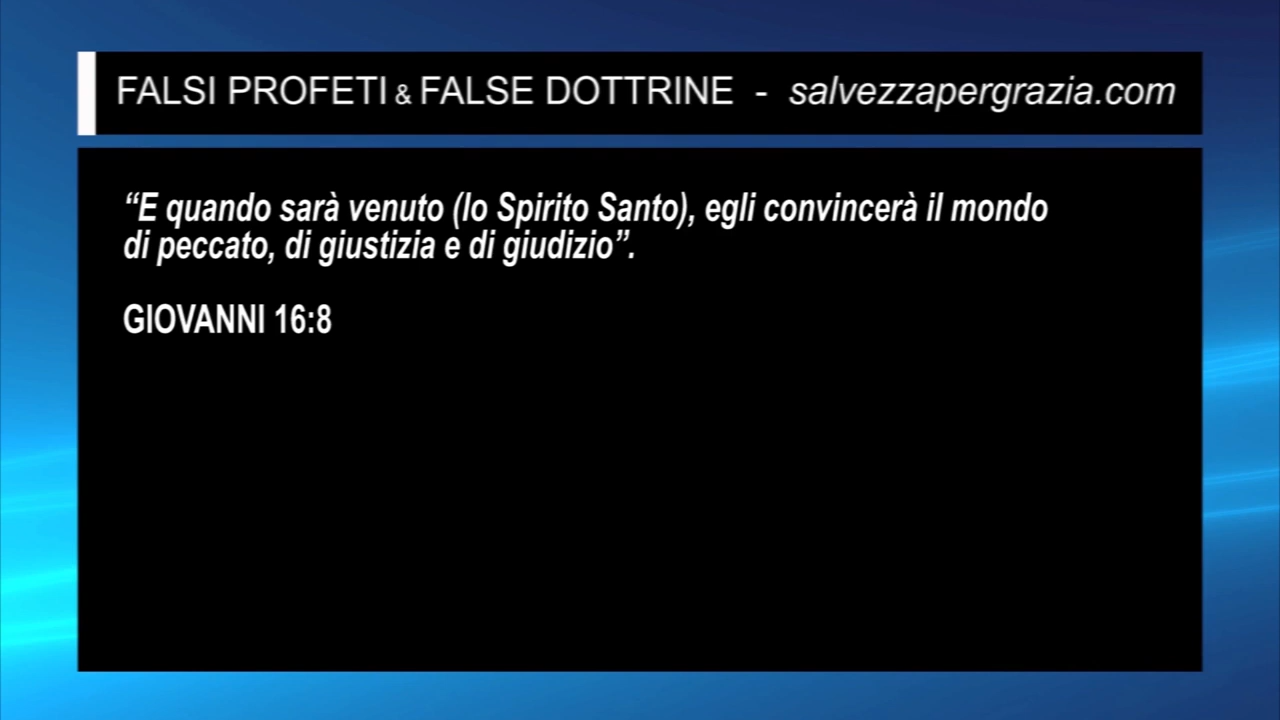 FALSI PROFETI & FALSE DOTTRINE - salvezzapergrazia.com
“E quando sarà venuto (lo Spirito Santo), egli convincerà il mondo
di peccato, di giustizia e di giudizio”.
GIOVANNI 16:8